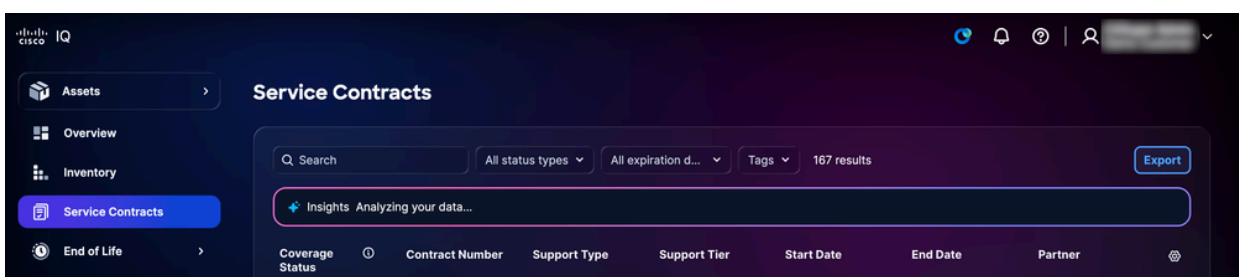 cisco IQ
Assets
Overview
Inventory
Service Contracts
End of Life
Service Contracts
Search
All status types
All expiration d...
Tags
167 results
Export
Insights Analyzing your data...
Coverage
Status
Contract Number
Support Type
Support Tier
Start Date
End Date
Partner